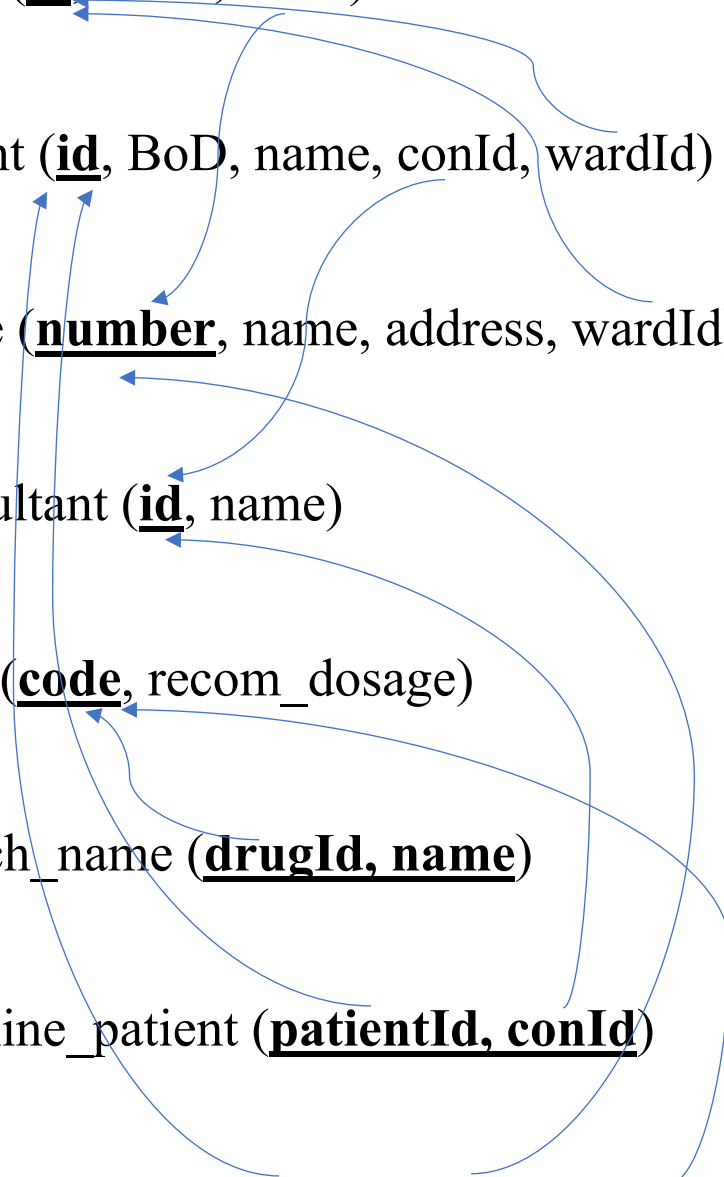 nt (id, BoD, name, conId, wardId)
e (number, name, address, wardId
ultant (id, name)
(code, recom_dosage)
ch_name (drugId, name)
ine_patient (patientId, conId)